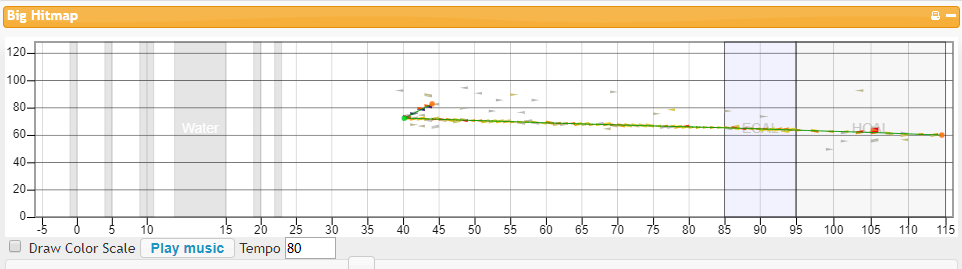 Big Hitmap
120
100
80
60
40
20
0
Water
ECAL
HCAL
-5 0 5 10 15 20 25 30 35 40 45 50 55 60 65 70 75 80 85 90 95 100 105 110 115
Draw Color Scale Play music Tempo 80